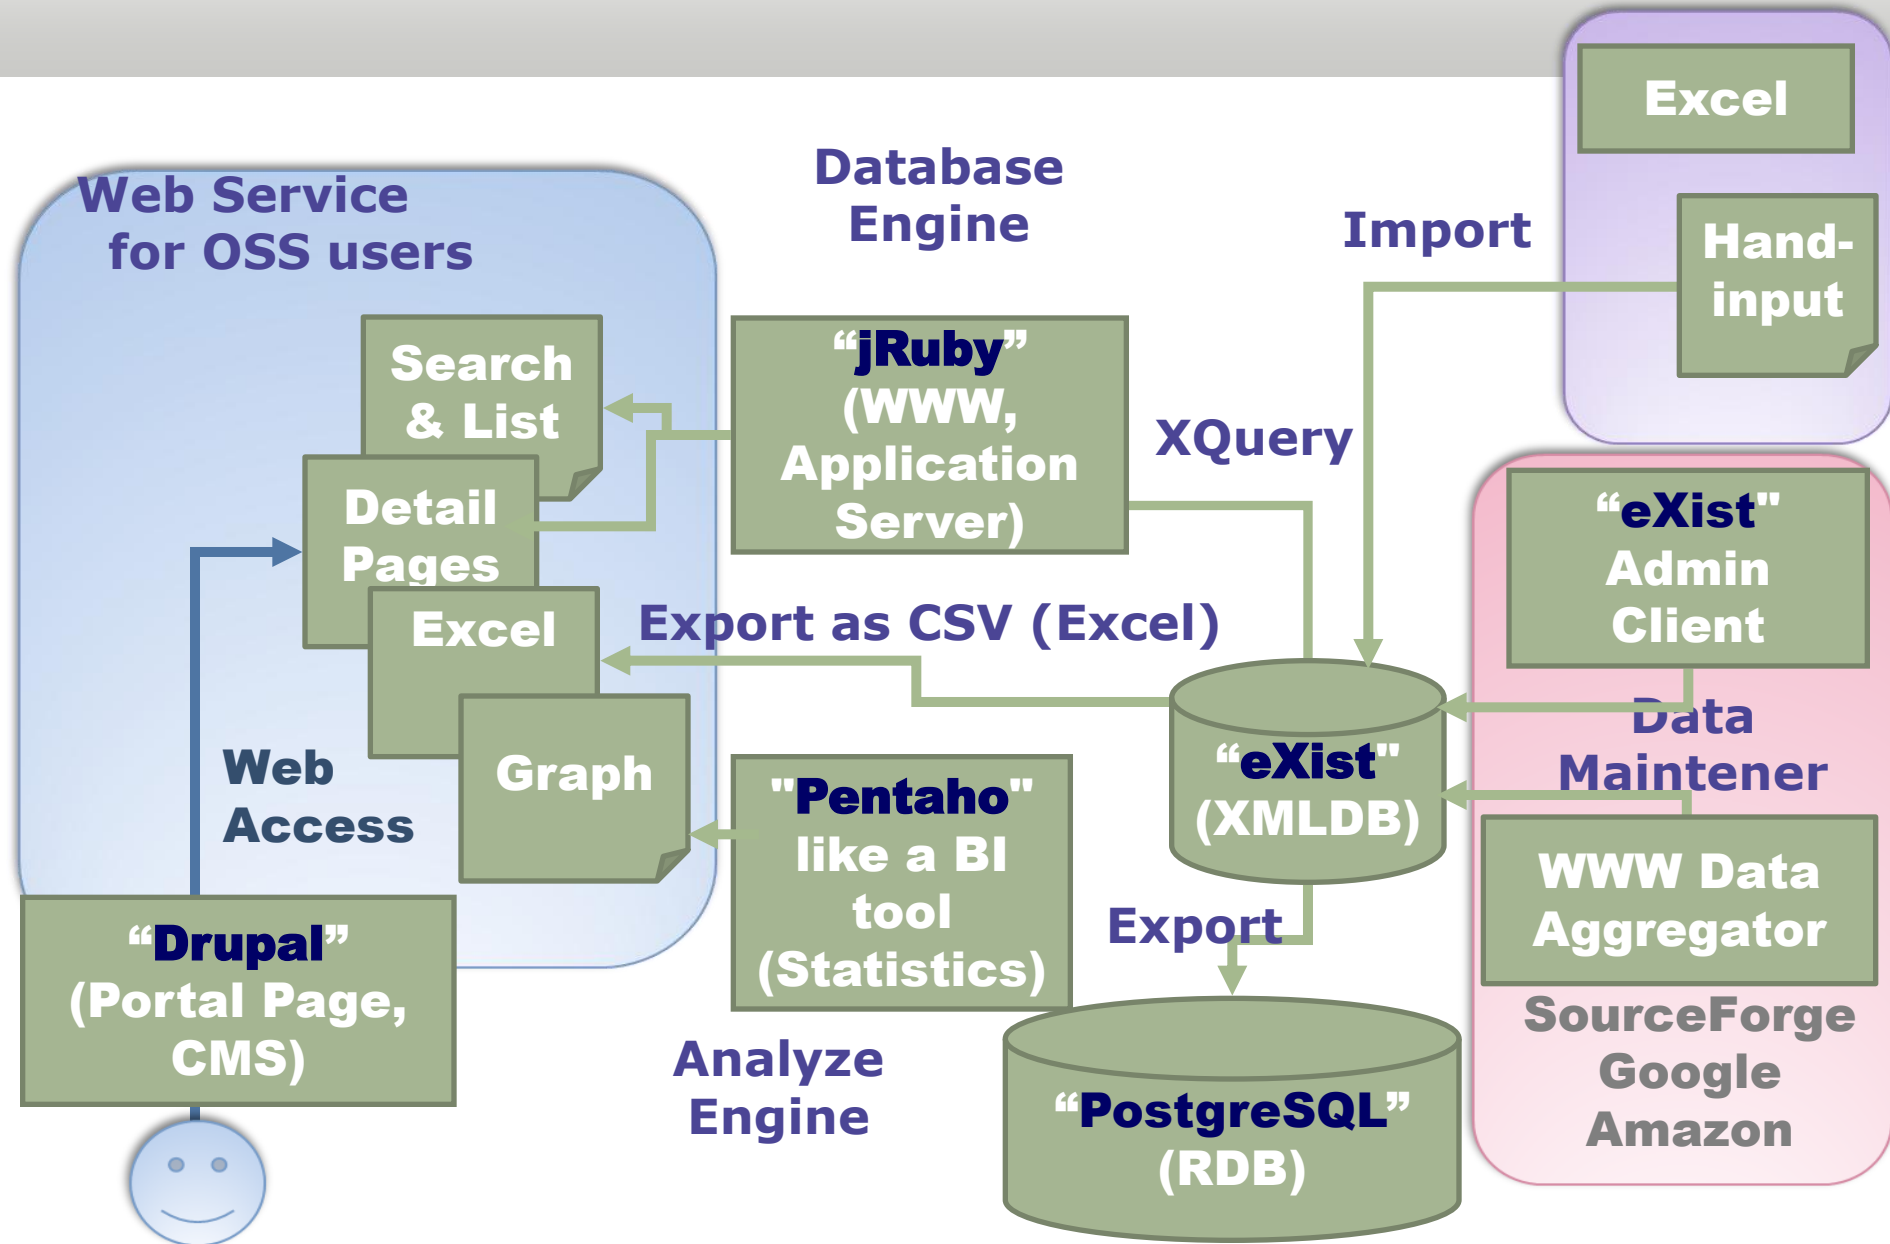 Web Service
for OSS users
Search
& List
Detail
Pages
Excel
Graph
Web
Access
“Drupal”
(Portal Page,
CMS)
Database
Engine
“jRuby”
(WWW,
Application
Server)
XQuery
Export as CSV (Excel)
"Pentaho"
like a BI
tool
(Statistics)
Analyze
Engine
“eXist"
(XMLDB)
Export
“PostgreSQL”
(RDB)
Import
Excel
Hand-
input
“eXist"
Admin
Client
Data
Maintener
WWW Data
Aggregator
SourceForge
Google
Amazon